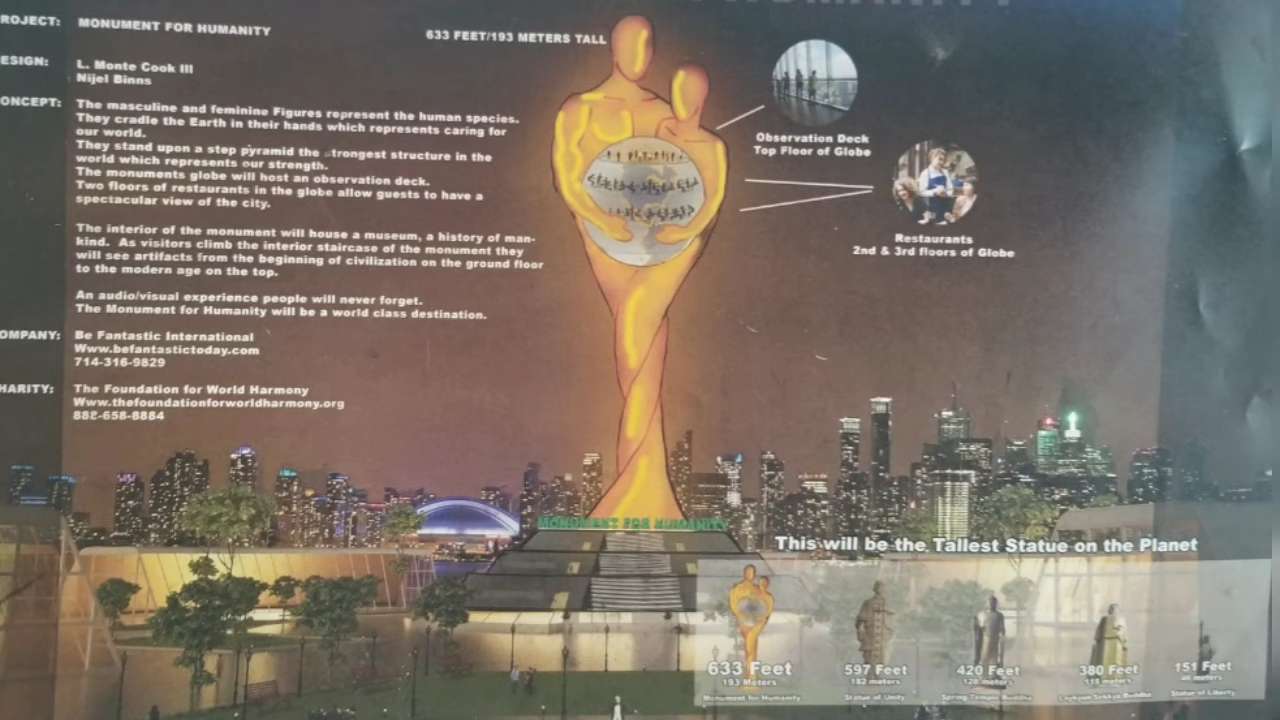 ROJECT: MONUMENT FOR HUMANITY
633 FEET/193 METERS TALL
ESIGN: L. Monte Cook III
Nijel Binns
ONCEPT: The masculine and feminine Figures represent the human species.
They cradle the Earth in their hands which represents caring for
our world.
They stand upon a step pyramid the strongest structure in the
world which represents our strength.
The monuments globe will host an observation deck.
Two floors of restaurants in the globe allow guests to have a
spectacular view of the city.
The interior of the monument will house a museum, a history of man-
kind. As visitors climb the interior staircase of the monument they
will see artifacts from the beginning of civilization on the ground floor
to the modern age on the top.
An audio/visual experience people will never forget.
The Monument for Humanity will be a world class destination.
OMPANY: Be Fantastic International
Www.befantastictoday.com
714-316-9829
HARITY: The Foundation for World Harmony
Www.thefoundationforworldharmony.org
882-658-8884
Observation Deck
Top Floor of Globe
Restaurants
2nd & 3rd floors of Globe
MONUMENT FOR HUMANITY
This will be the Tallest Statue on the Planet
633 Feet
193 Meters
Monument for Humanity
597 Feet
182 meters
Statue of Unity
420 Feet
128 meters
Spring Temple Buddha
380 Feet
115 meters
Laykyun Sekkya Buddha
151 Feet
46 meters
Statue of Liberty